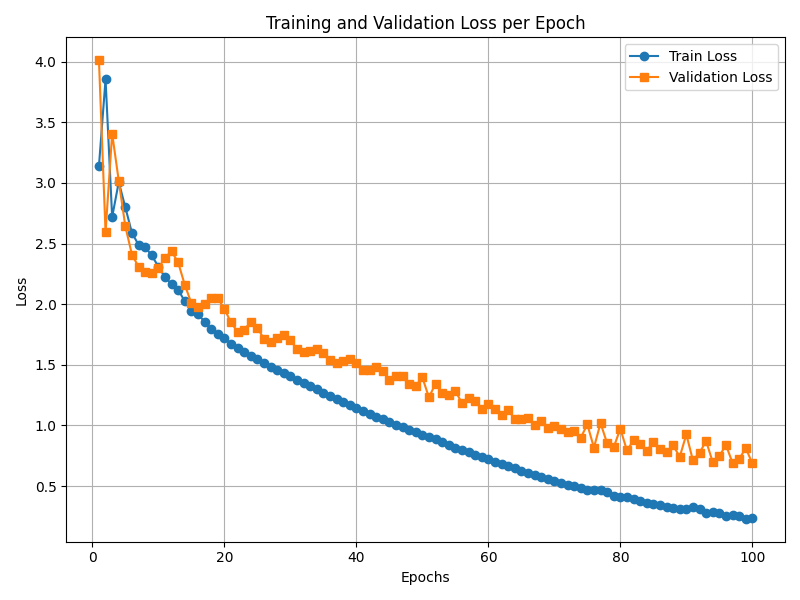 Training and Validation Loss per Epoch
Train Loss
Validation Loss
4.0
3.5
3.0
2.5
2.0
1.5
1.0
0.5
Loss
0 20 40 60 80 100
Epochs